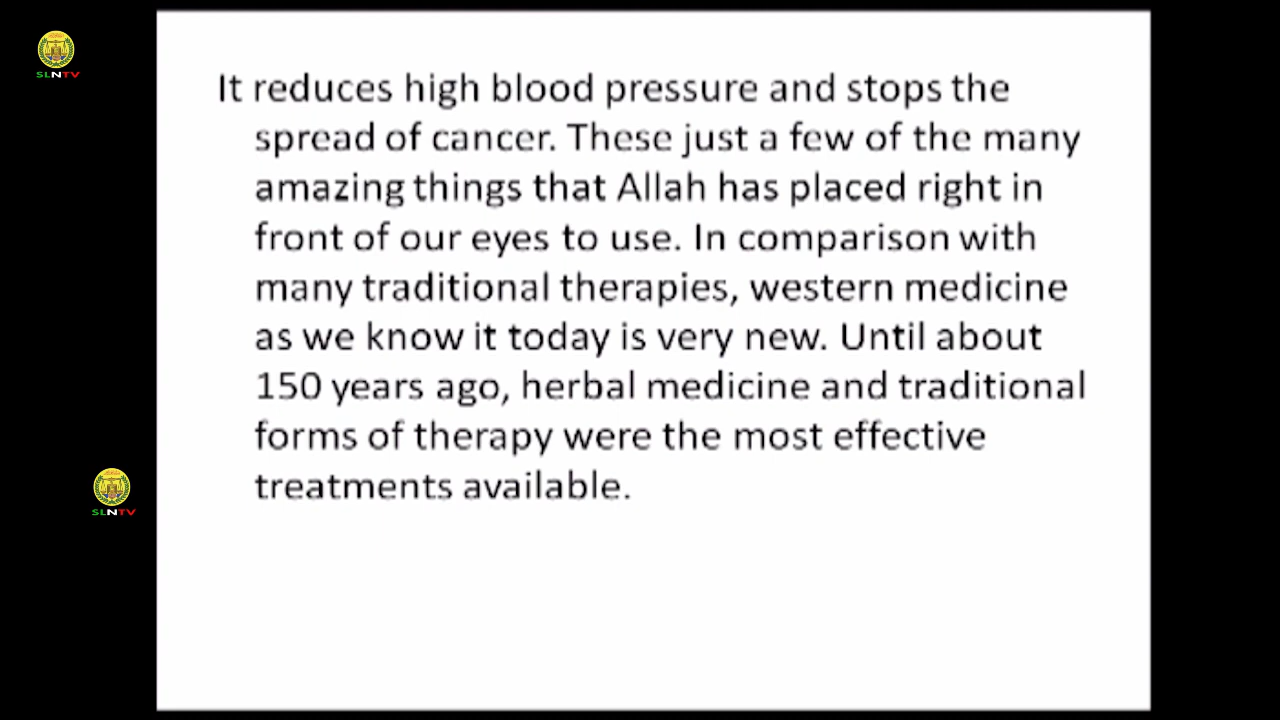 SLNTV
It reduces high blood pressure and stops the
spread of cancer. These just a few of the many
amazing things that Allah has placed right in
front of our eyes to use. In comparison with
many traditional therapies, western medicine
as we know it today is very new. Until about
150 years ago, herbal medicine and traditional
forms of therapy were the most effective
treatments available.
SLNTV